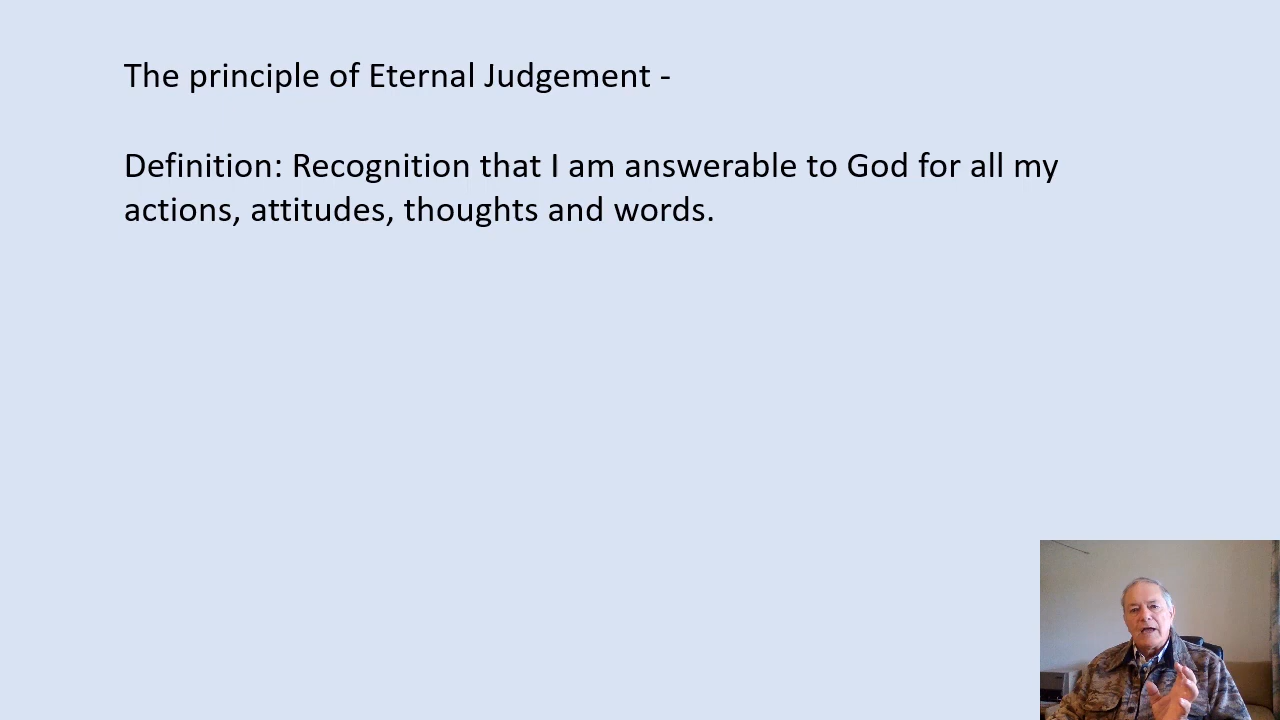 The principle of Eternal Judgement -
Definition: Recognition that I am answerable to God for all my
actions, attitudes, thoughts and words.